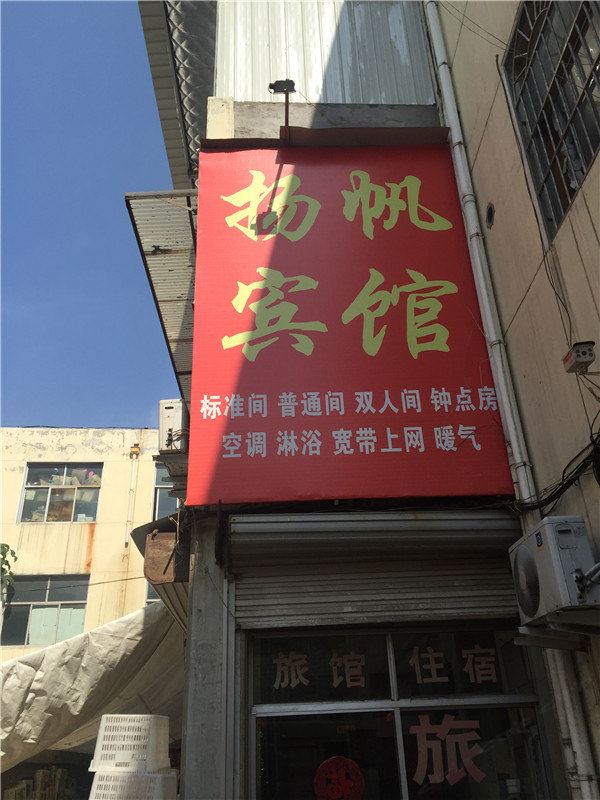 扬帆
宾馆
标准间 普通间 双人间 钟点房
空调 淋浴 宽带上网 暖气
旅馆 住宿
旅